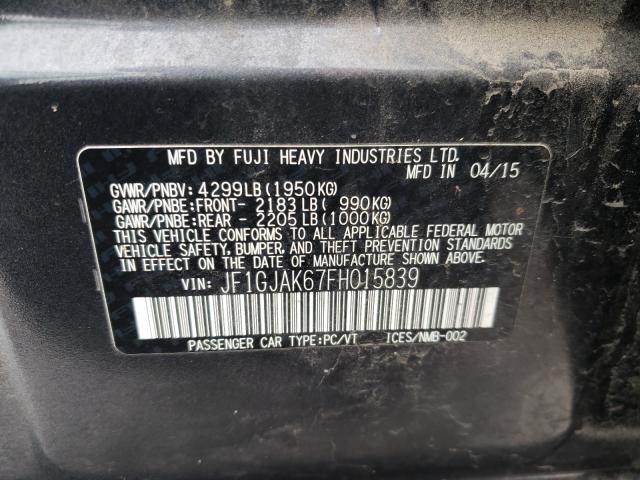 MFD BY FUJI HEAVY INDUSTRIES LTD.
MFD IN 04/15
GVWR/PNBV: 4299LB(1950KG)
GAWR/PNBE:FRONT- 2183LB( 990KG)
GAWR/PNBE:REAR - 2205LB(1000KG)
THIS VEHICLE CONFORMS TO ALL APPLICABLE FEDERAL MOTOR
VEHICLE SAFETY, BUMPER, AND THEFT PREVENTION STANDARDS
IN EFFECT ON THE DATE OF MANUFACTURE SHOWN ABOVE.
VIN: JF1GJAK67FH015839
PASSENGER CAR TYPE:PC/VT ICES/NMB-002